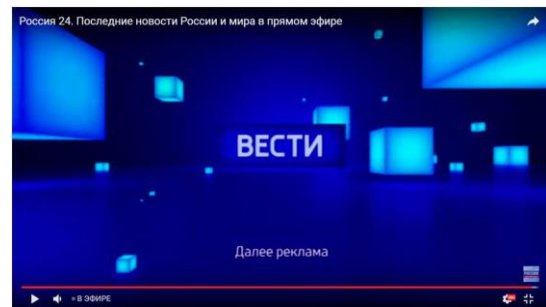 Россия 24. Последние новости России и мира в прямом эфире
ВЕСТИ
Далее реклама
В ЭФИРЕ